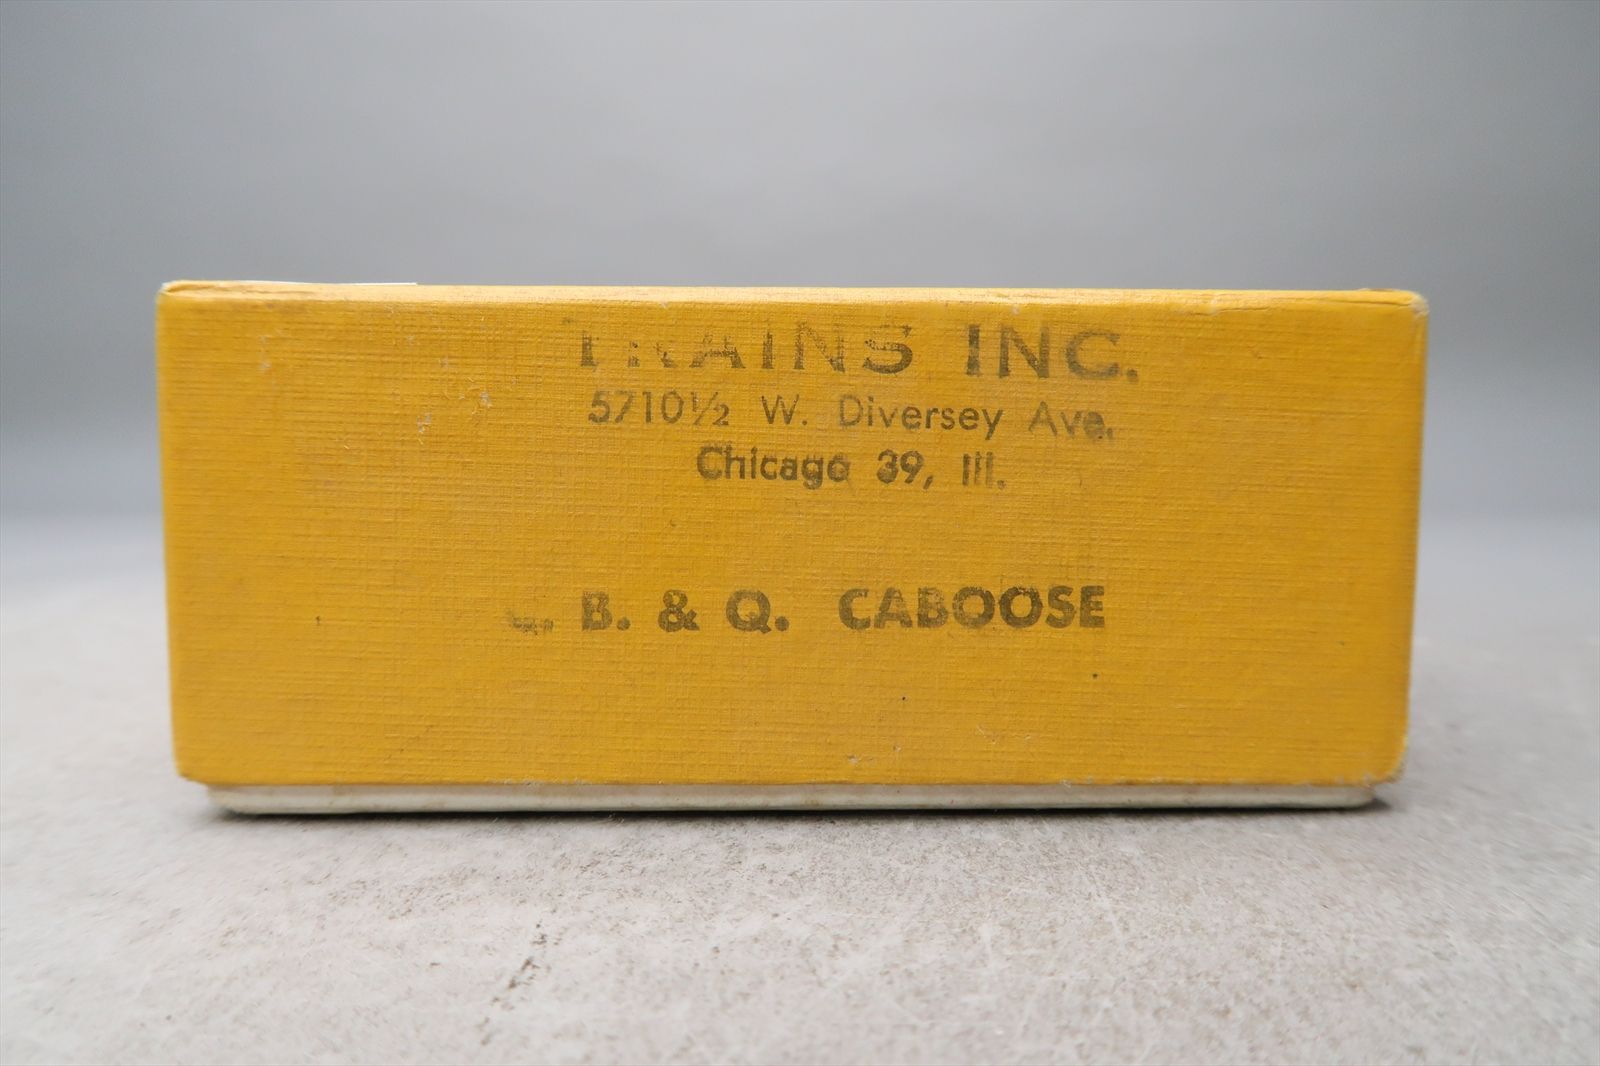 TRAINS INC.
5710½ W. Diversey Ave.
Chicago 39, Ill.
B. & Q. CABOOSE